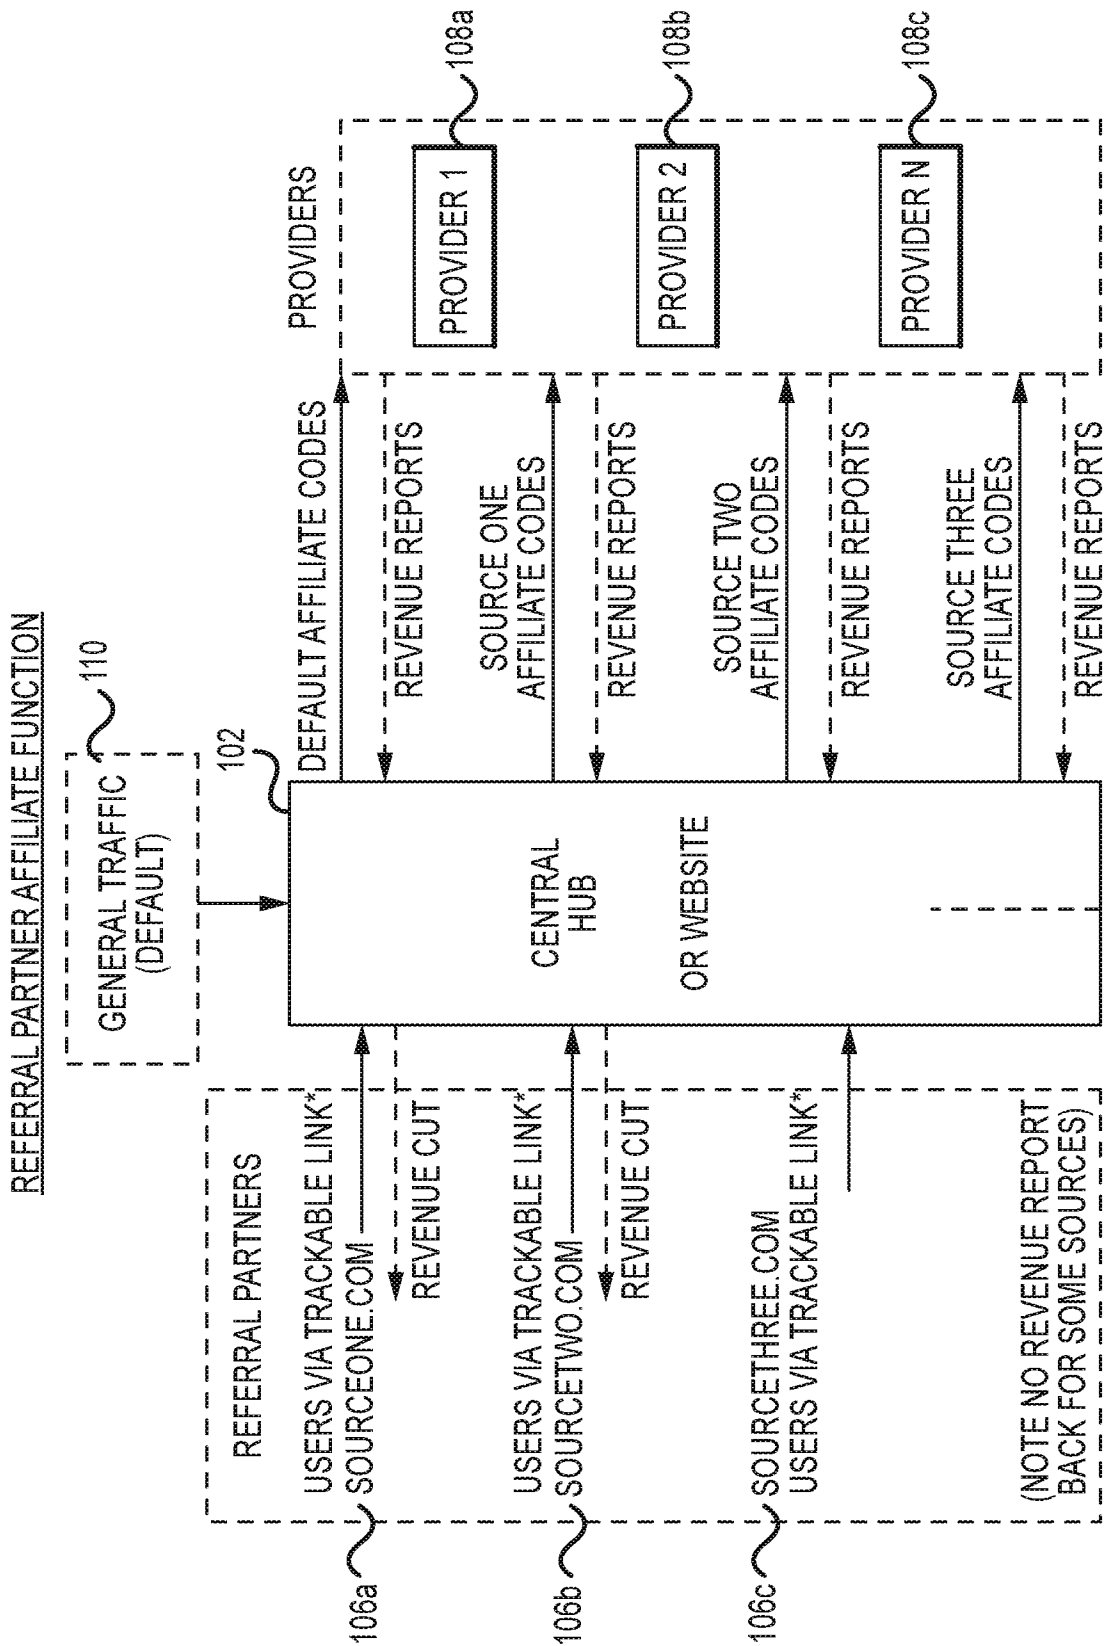 REFERRAL PARTNER AFFILIATE FUNCTION
GENERAL TRAFFIC
(DEFAULT)
110
REFERRAL PARTNERS
USERS VIA TRACKABLE LINK*
SOURCEONE.COM
106a
REVENUE CUT
USERS VIA TRACKABLE LINK*
SOURCETWO.COM
106b
REVENUE CUT
SOURCETHREE.COM
106c
USERS VIA TRACKABLE LINK*
(NOTE NO REVENUE REPORT
BACK FOR SOME SOURCES)
102
CENTRAL
HUB
OR WEBSITE
DEFAULT AFFILIATE CODES
REVENUE REPORTS
SOURCE ONE
AFFILIATE CODES
REVENUE REPORTS
SOURCE TWO
AFFILIATE CODES
REVENUE REPORTS
SOURCE THREE
AFFILIATE CODES
REVENUE REPORTS
PROVIDERS
PROVIDER 1
108a
PROVIDER 2
108b
PROVIDER N
108c